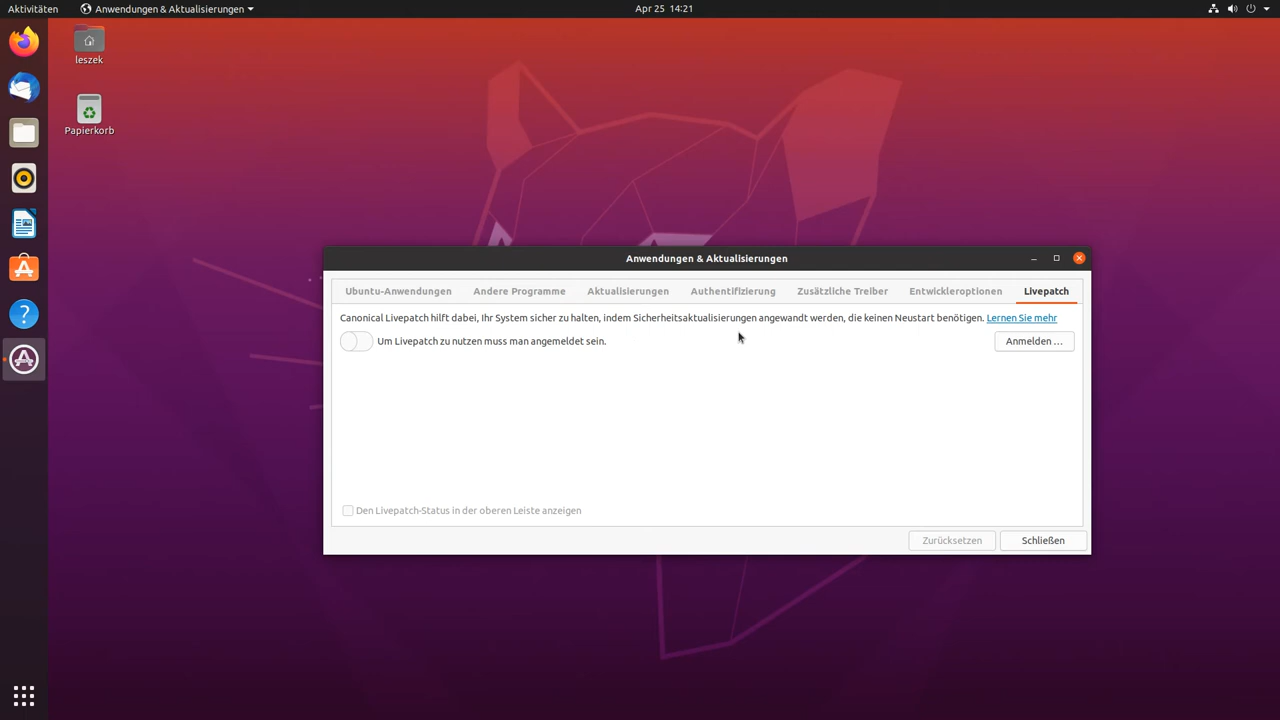 Aktivitäten
Anwendungen & Aktualisierungen
Apr 25 14:21
leszek
Papierkorb
Anwendungen & Aktualisierungen
Ubuntu-Anwendungen Andere Programme Aktualisierungen Authentifizierung Zusätzliche Treiber Entwickleroptionen Livepatch
Canonical Livepatch hilft dabei, Ihr System sicher zu halten, indem Sicherheitsaktualisierungen angewandt werden, die keinen Neustart benötigen. Lernen Sie mehr
Um Livepatch zu nutzen muss man angemeldet sein.
Anmelden ...
Den Livepatch-Status in der oberen Leiste anzeigen
Zurücksetzen
Schließen